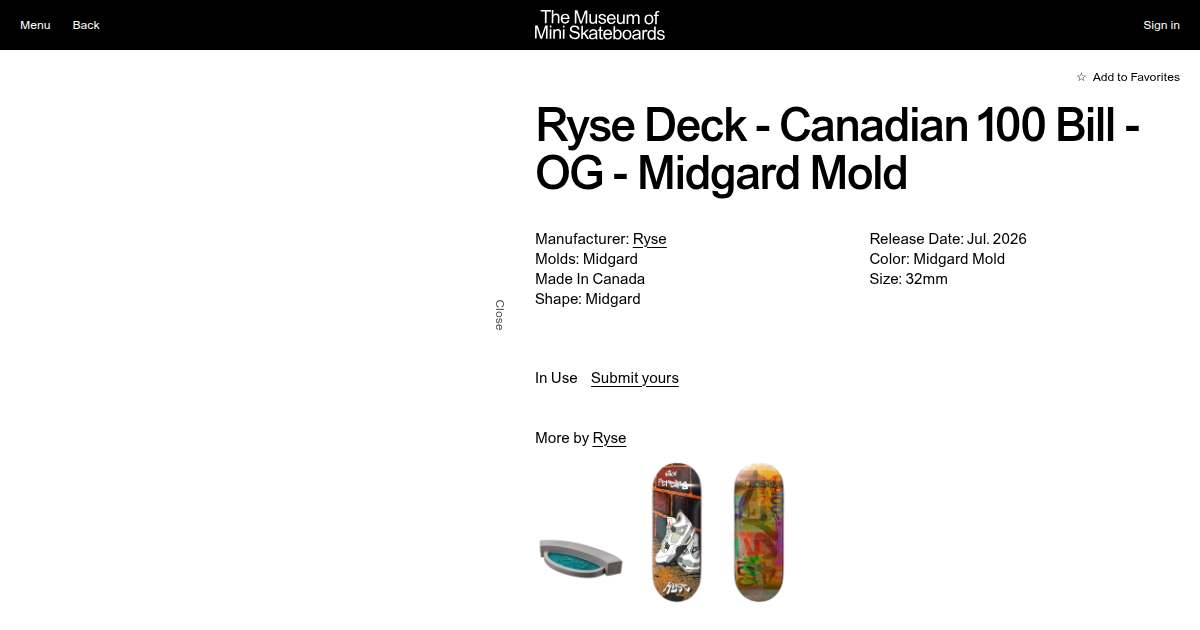 Menu
Back
The Museum of
Mini Skateboards
Sign in
☆ Add to Favorites
Ryse Deck - Canadian 100 Bill -
OG - Midgard Mold
Manufacturer: Ryse
Molds: Midgard
Made In Canada
Shape: Midgard
Release Date: Jul. 2026
Color: Midgard Mold
Size: 32mm
Close
In Use
Submit yours
More by Ryse